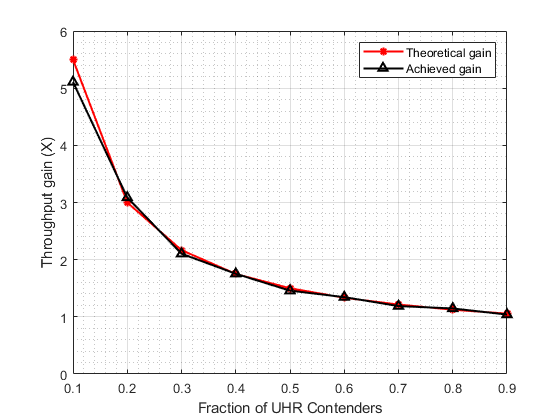 6
5
4
3
2
1
0
Throughput gain (X)
Theoretical gain
Achieved gain
0.1 0.2 0.3 0.4 0.5 0.6 0.7 0.8 0.9
Fraction of UHR Contenders